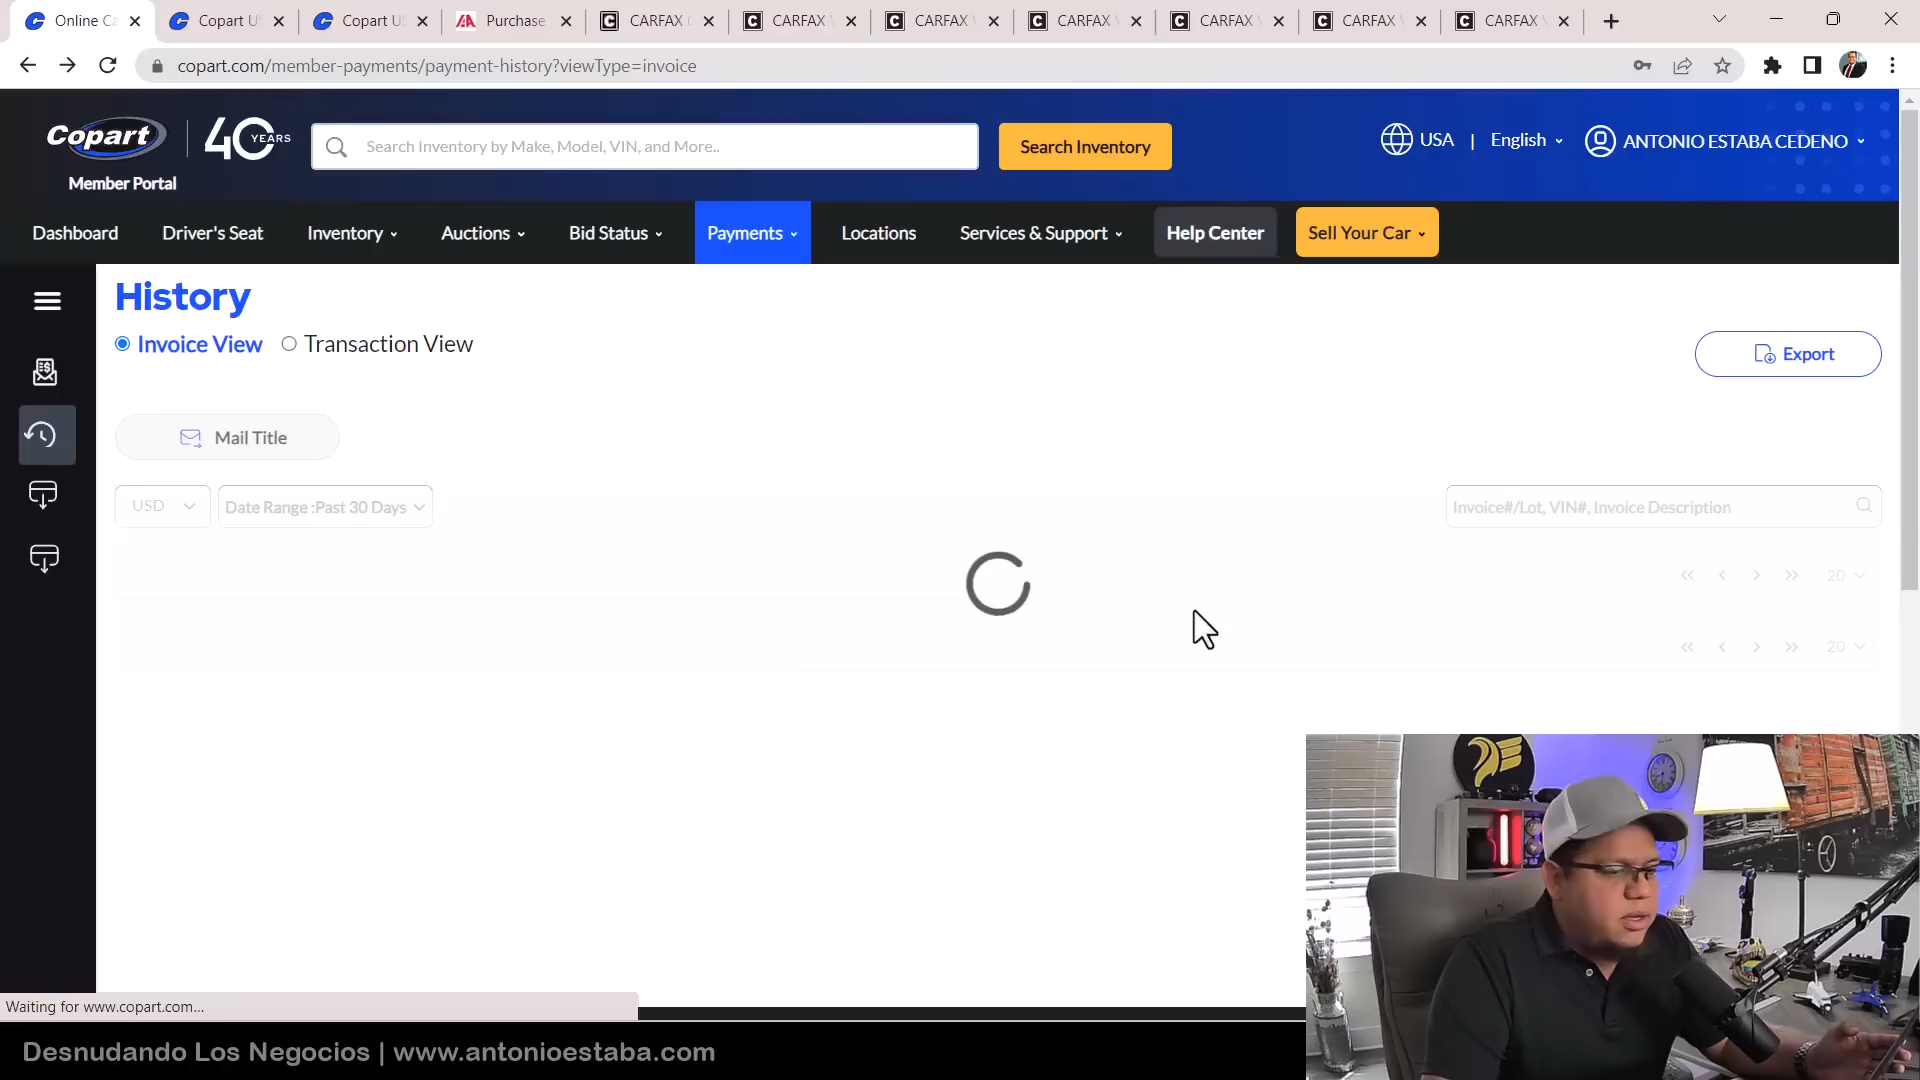 Online Ca
Copart U
Copart U
IAA Purchase
CARFAX
CARFAX
CARFAX
CARFAX
CARFAX
CARFAX
CARFAX
copart.com/member-payments/payment-history?viewType=invoice
Copart
40 YEARS
Member Portal
Search Inventory by Make, Model, VIN, and More..
Search Inventory
USA | English
ANTONIO ESTABA CEDENO
Dashboard
Driver's Seat
Inventory
Auctions
Bid Status
Payments
Locations
Services & Support
Help Center
Sell Your Car
History
Invoice View
Transaction View
Export
Mail Title
USD
Date Range :Past 30 Days
Invoice#/Lot, VIN#, Invoice Description
20
20
Waiting for www.copart.com...
Desnudando Los Negocios | www.antonioestaba.com